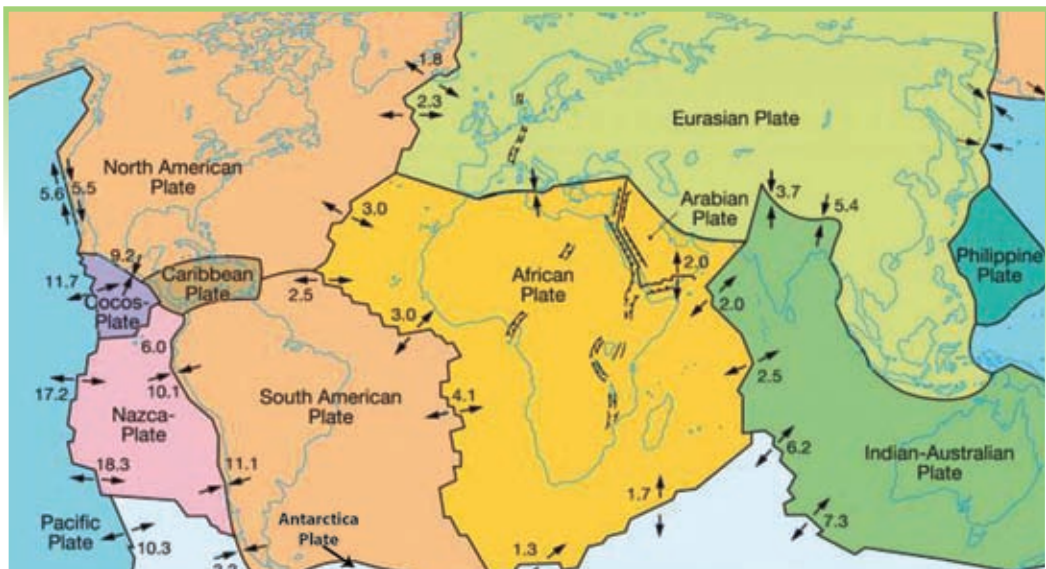 1.8
2.3
Eurasian Plate
North American
Plate
5.6
5.5
3.0
Arabian
Plate
3.7
5.4
9.2
11.7
Cocos-
Plate
Caribbean
Plate
2.5
African
Plate
2.0
2.0
Philippine
Plate
3.0
6.0
10.1
17.2
Nazca-
Plate
South American
Plate
4.1
2.5
18.3
11.1
6.2
Indian-Australian
Plate
1.7
7.3
Pacific
Plate
10.3
Antarctica
Plate
1.3